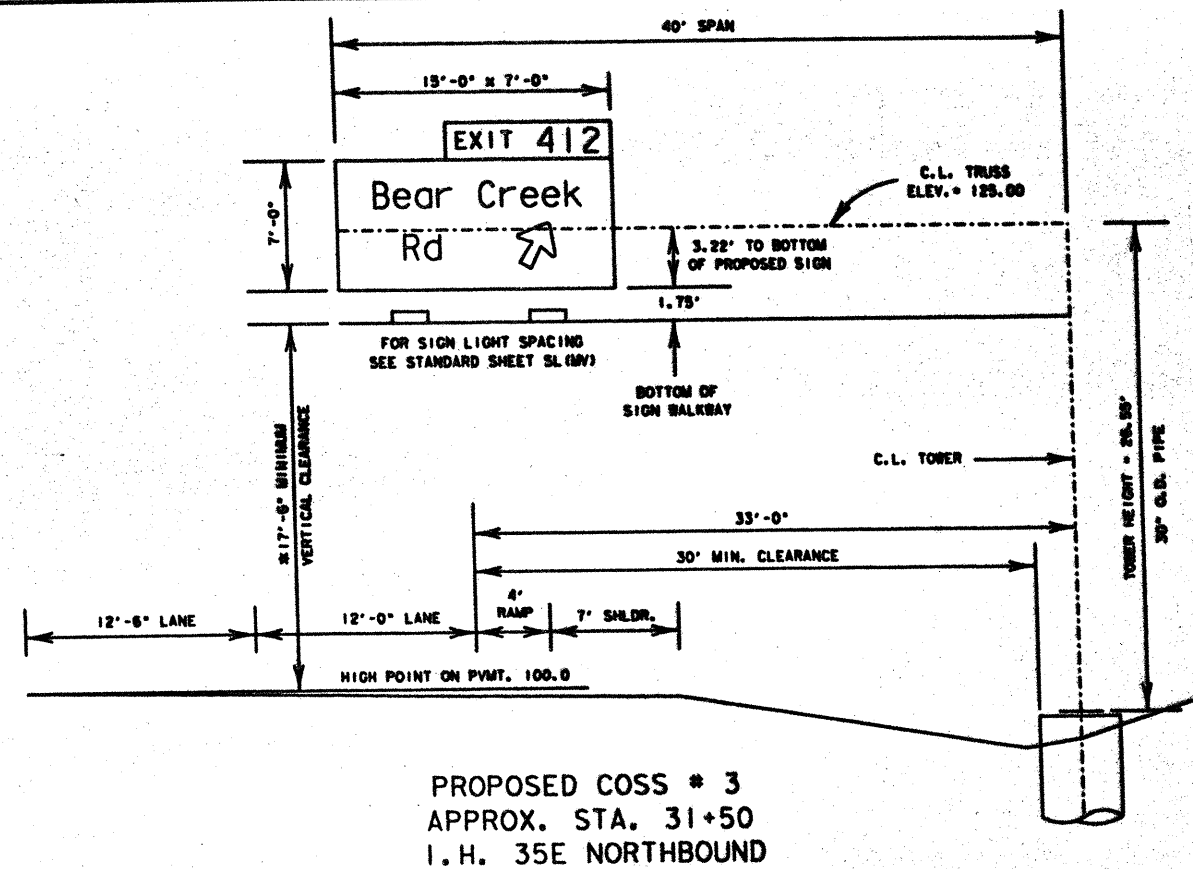 40' SPAN
15'-0" x 7'-0"
EXIT 412
Bear Creek
Rd
7'-0"
C.L. TRUSS
ELEV.= 125.00
3.22' TO BOTTOM
OF PROPOSED SIGN
1.75'
FOR SIGN LIGHT SPACING
SEE STANDARD SHEET SL(MV)
BOTTOM OF
SIGN WALKWAY
*17'-6" MINIMUM
VERTICAL CLEARANCE
C.L. TOWER
TOWER HEIGHT = 26.55'
30" O.D. PIPE
33'-0"
30' MIN. CLEARANCE
12'-6" LANE
12'-0" LANE
4'
RAMP
7' SHLDR.
HIGH POINT ON PVMT. 100.0
PROPOSED COSS # 3
APPROX. STA. 31+50
I.H. 35E NORTHBOUND